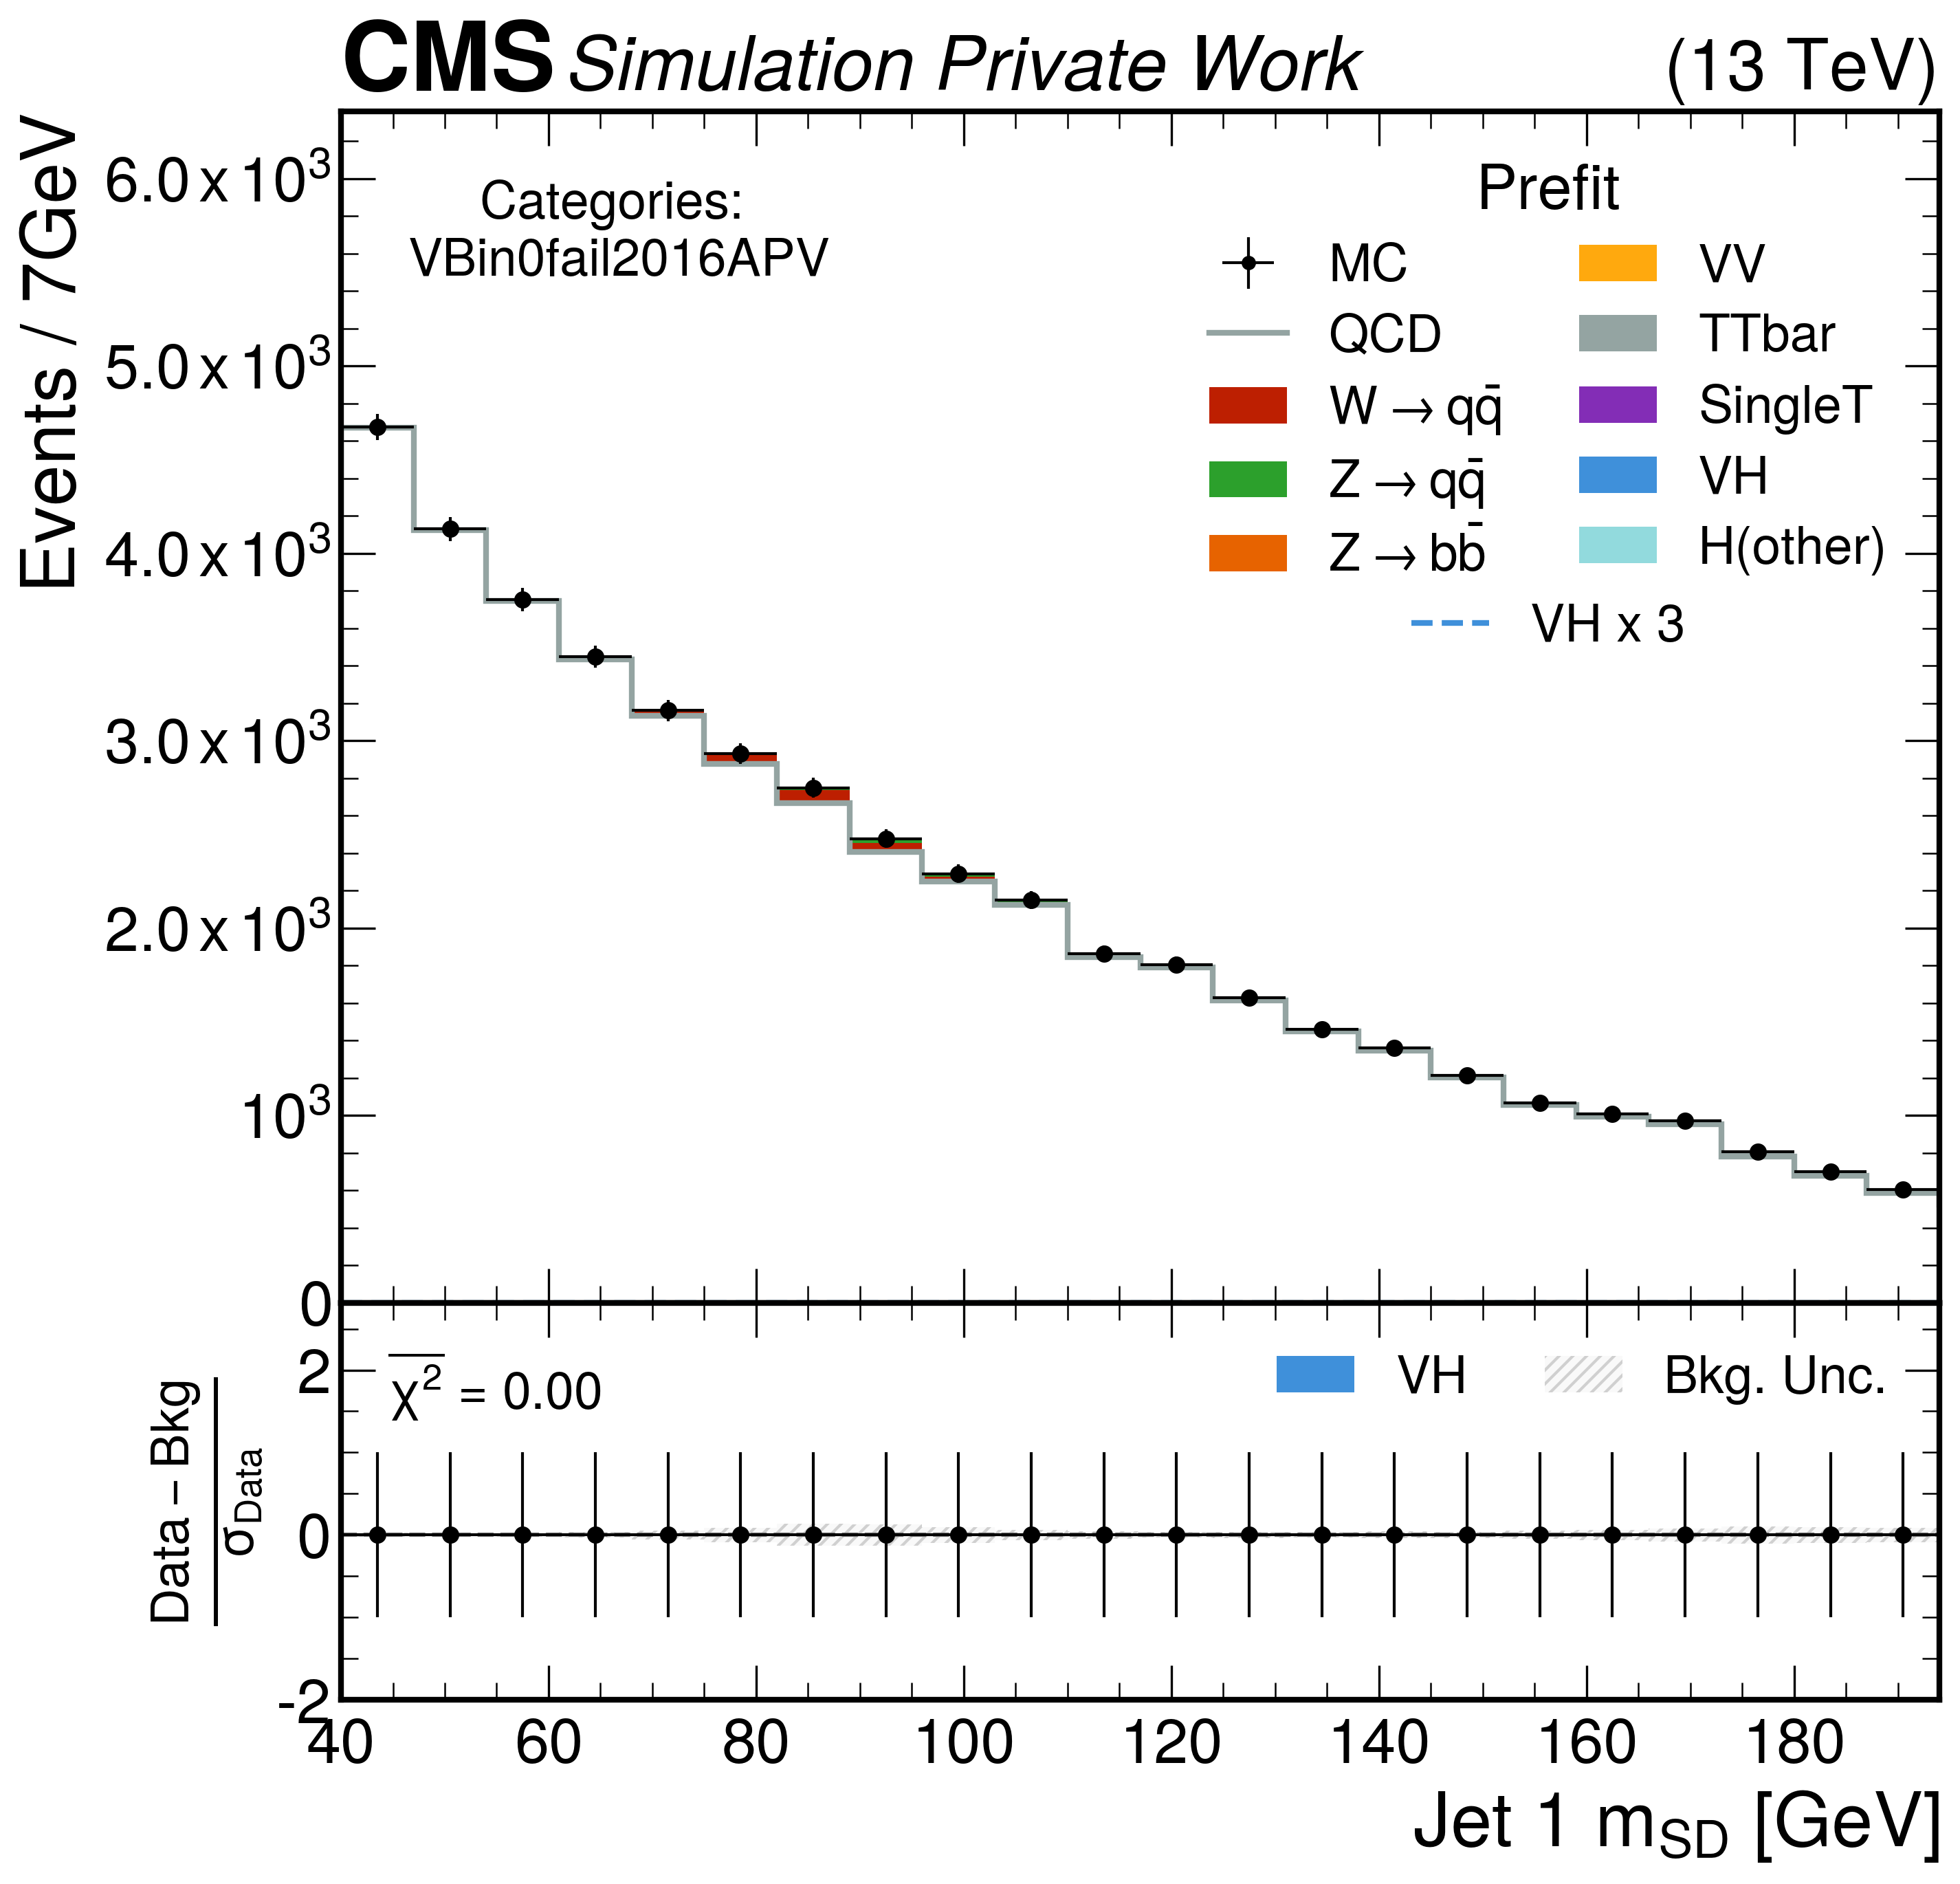 CMS Simulation Private Work (13 TeV)
Events / 7GeV
6.0 x 10³
5.0 x 10³
4.0 x 10³
3.0 x 10³
2.0 x 10³
10³
0
Categories:
VBin0fail2016APV
Prefit
MC
QCD
W → qq̄
Z → qq̄
Z → bb̄
VV
TTbar
SingleT
VH
H(other)
VH x 3
Data − Bkg
σ_Data
2
0
-2
χ² = 0.00
VH
Bkg. Unc.
40 60 80 100 120 140 160 180
Jet 1 m_SD [GeV]